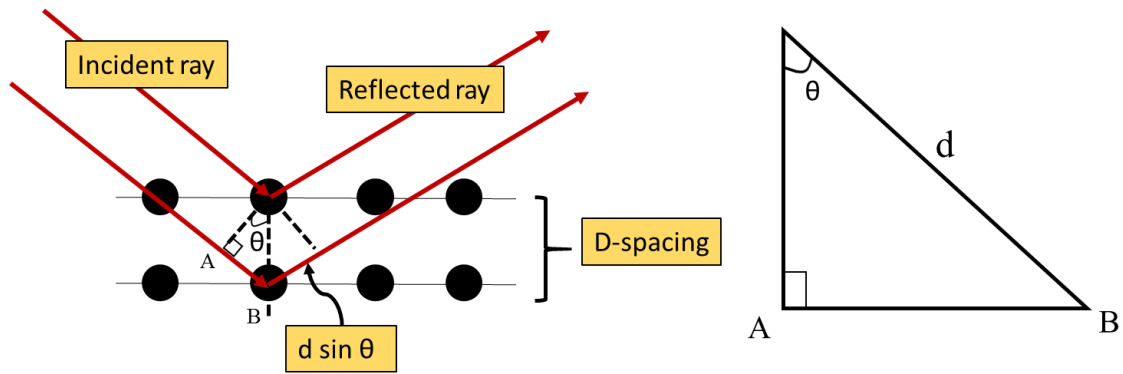 Incident ray
Reflected ray
θ
A
B
D-spacing
d sin θ
θ
d
A
B